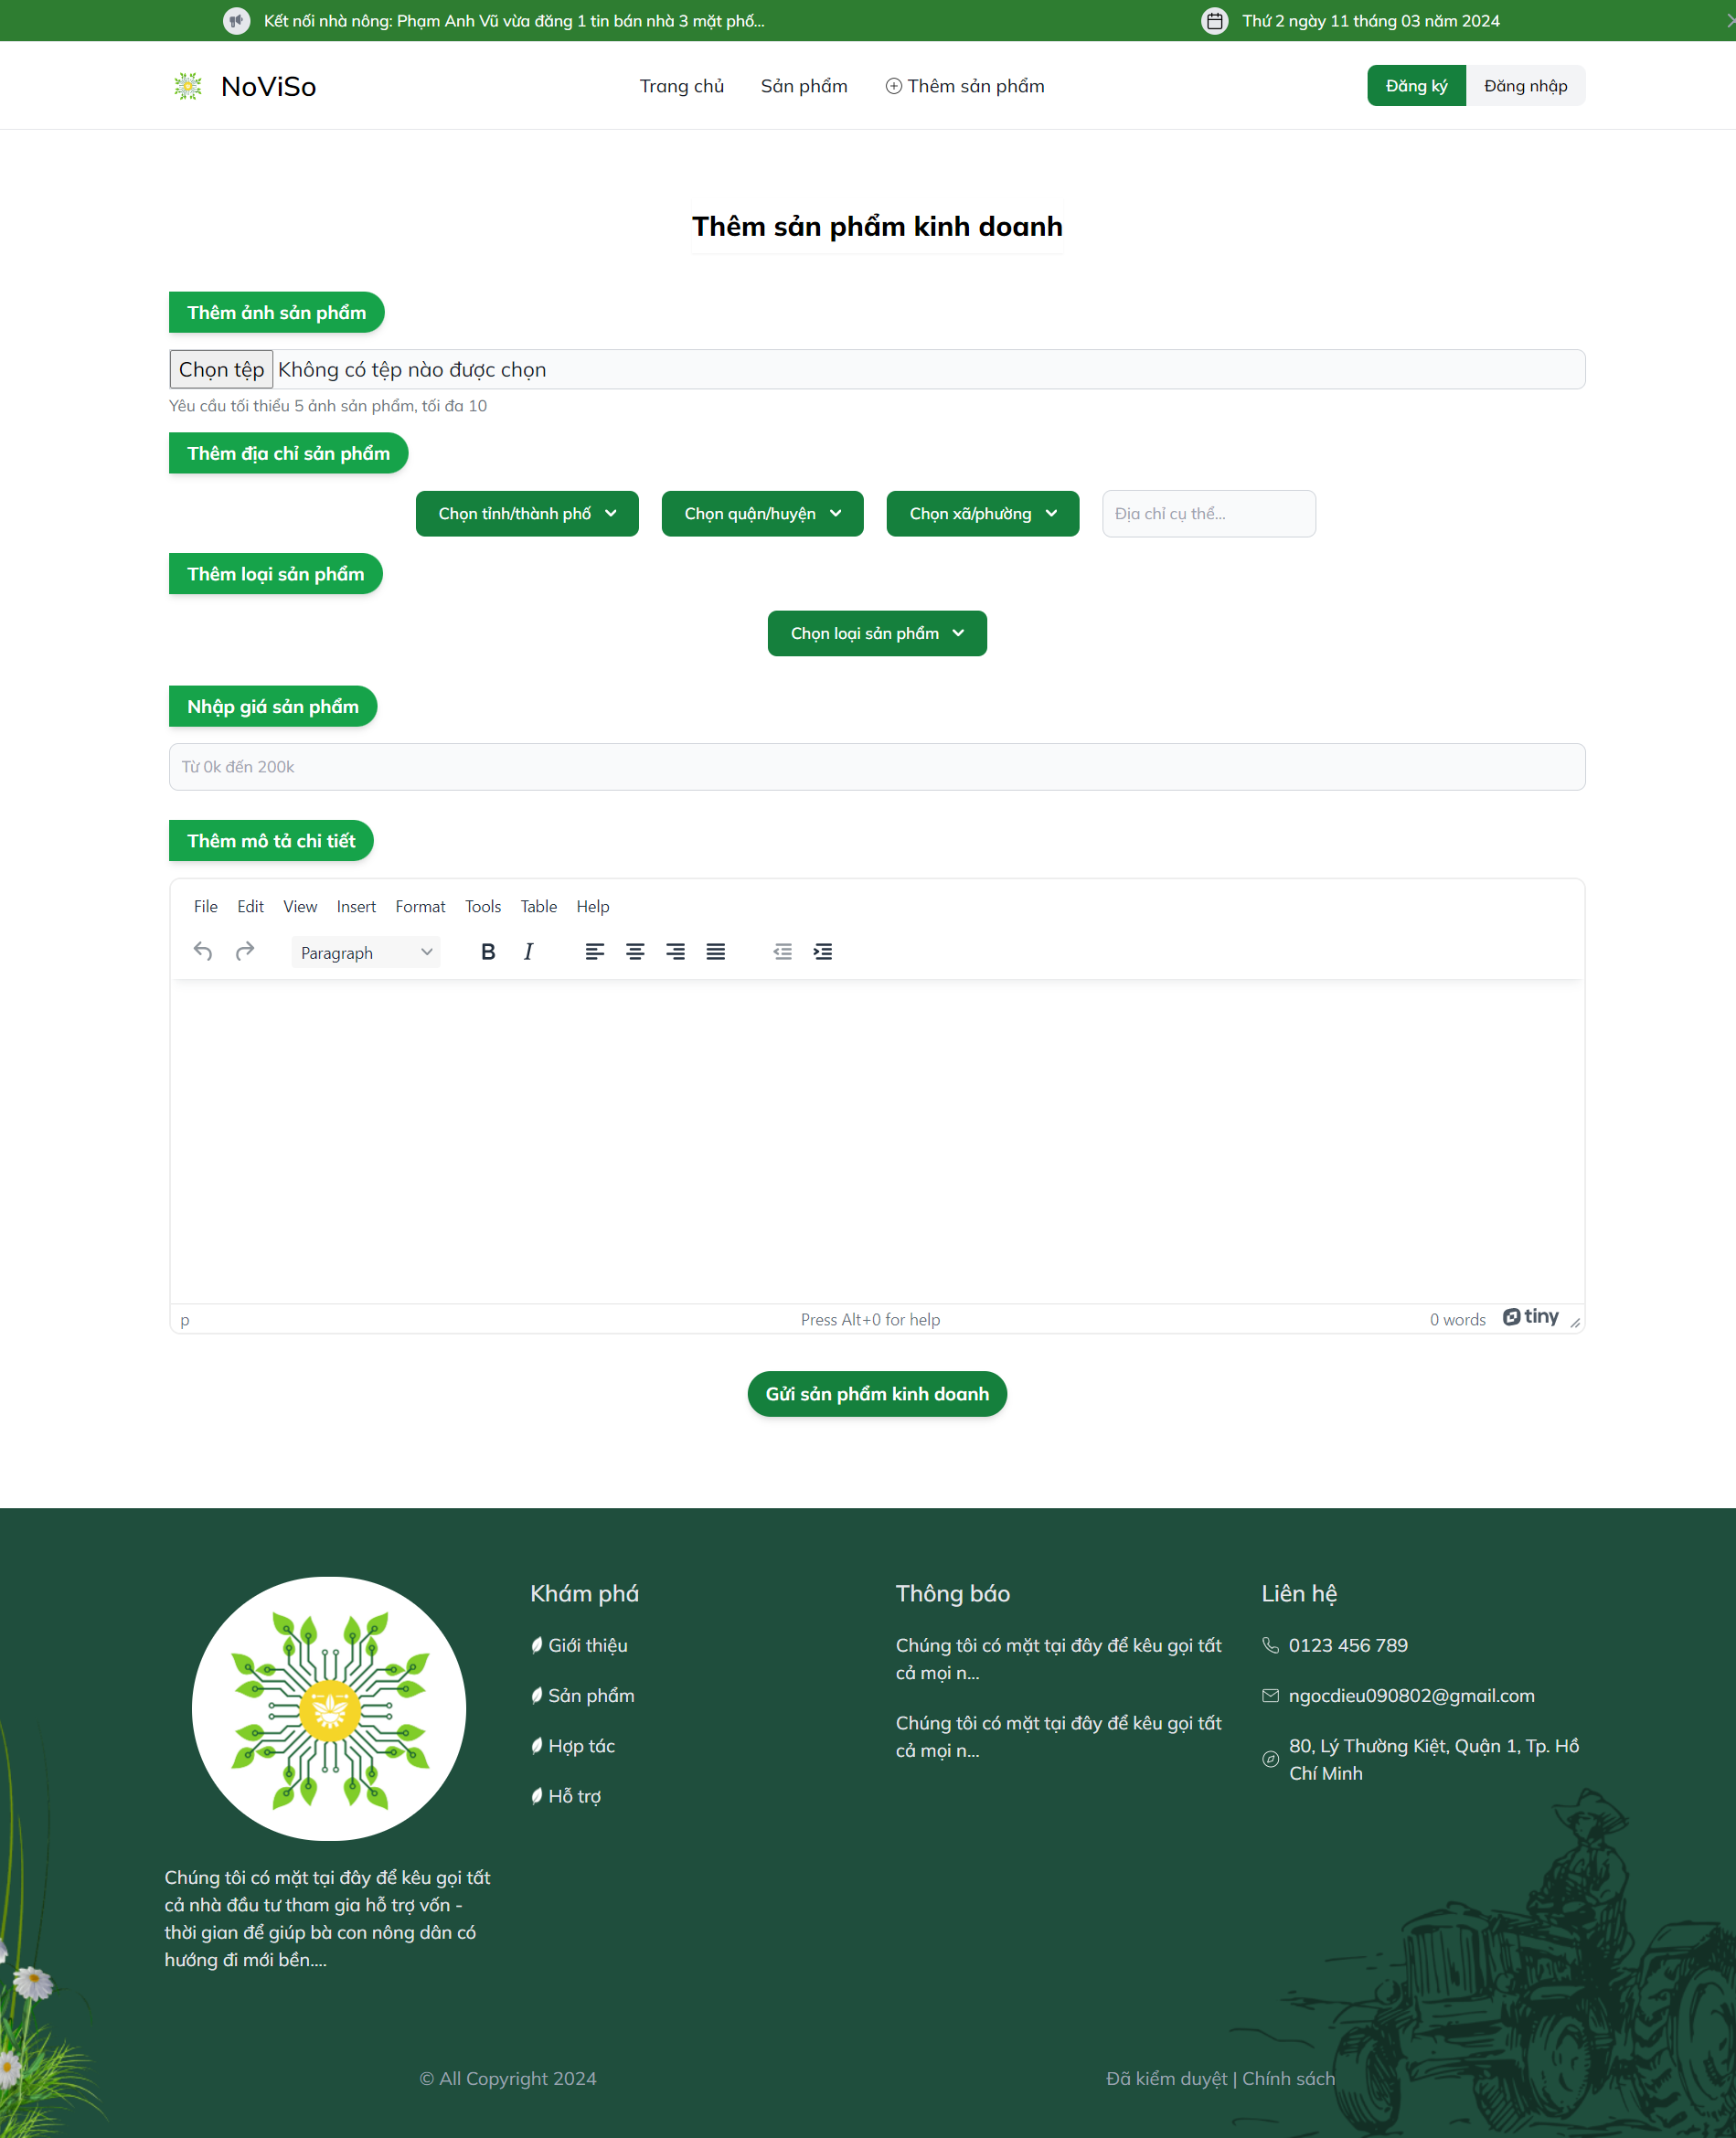 Kết nối nhà nông: Phạm Anh Vũ vừa đăng 1 tin bán nhà 3 mặt phố...
Thứ 2 ngày 11 tháng 03 năm 2024
NoViSo
Trang chủ
Sản phẩm
Thêm sản phẩm
Đăng ký
Đăng nhập
Thêm sản phẩm kinh doanh
Thêm ảnh sản phẩm
Chọn tệp Không có tệp nào được chọn
Yêu cầu tối thiểu 5 ảnh sản phẩm, tối đa 10
Thêm địa chỉ sản phẩm
Chọn tỉnh/thành phố
Chọn quận/huyện
Chọn xã/phường
Địa chỉ cụ thể...
Thêm loại sản phẩm
Chọn loại sản phẩm
Nhập giá sản phẩm
Từ 0k đến 200k
Thêm mô tả chi tiết
File Edit View Insert Format Tools Table Help
Paragraph B I
p
Press Alt+0 for help
0 words
tiny
Gửi sản phẩm kinh doanh
Chúng tôi có mặt tại đây để kêu gọi tất
cả nhà đầu tư tham gia hỗ trợ vốn -
thời gian để giúp bà con nông dân có
hướng đi mới bền....
Khám phá
Giới thiệu
Sản phẩm
Hợp tác
Hỗ trợ
Thông báo
Chúng tôi có mặt tại đây để kêu gọi tất
cả mọi n...
Chúng tôi có mặt tại đây để kêu gọi tất
cả mọi n...
Liên hệ
0123 456 789
ngocdieu090802@gmail.com
80, Lý Thường Kiệt, Quận 1, Tp. Hồ
Chí Minh
© All Copyright 2024
Đã kiểm duyệt | Chính sách